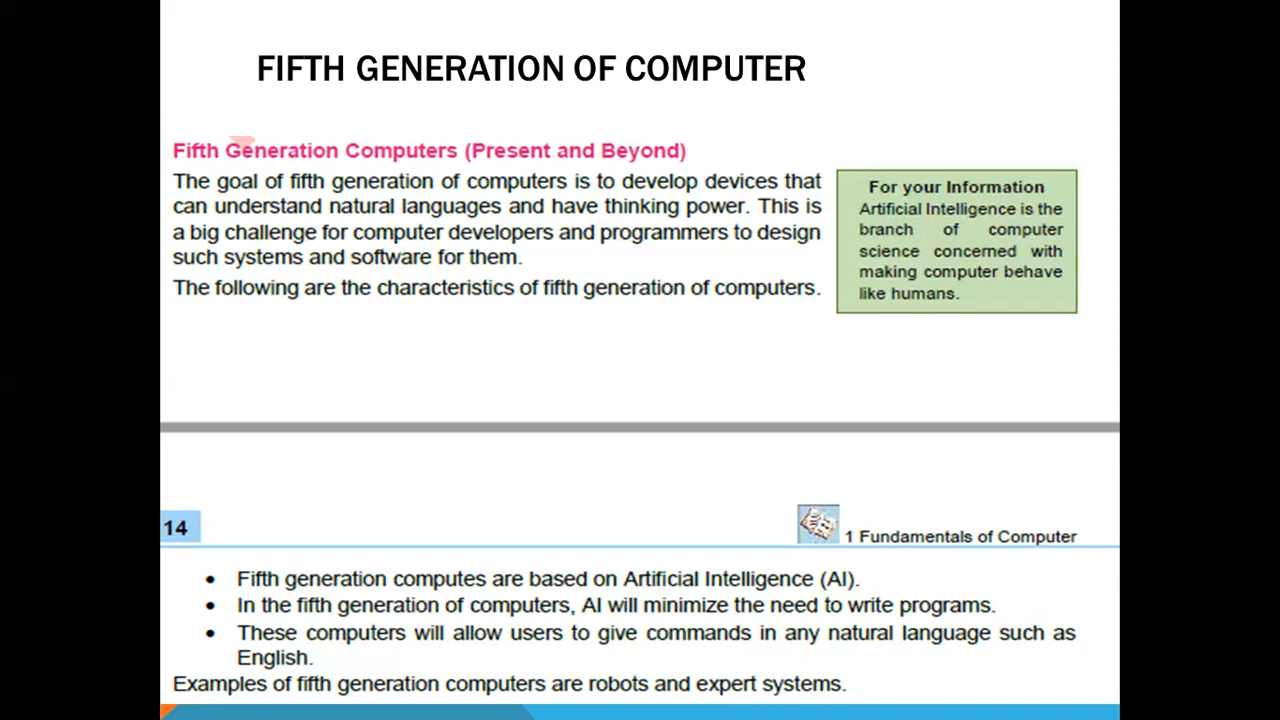 FIFTH GENERATION OF COMPUTER
Fifth Generation Computers (Present and Beyond)
The goal of fifth generation of computers is to develop devices that
can understand natural languages and have thinking power. This is
a big challenge for computer developers and programmers to design
such systems and software for them.
The following are the characteristics of fifth generation of computers.
For your Information
Artificial Intelligence is the
branch of computer
science concerned with
making computer behave
like humans.
14
1 Fundamentals of Computer
• Fifth generation computes are based on Artificial Intelligence (AI).
• In the fifth generation of computers, AI will minimize the need to write programs.
• These computers will allow users to give commands in any natural language such as
English.
Examples of fifth generation computers are robots and expert systems.